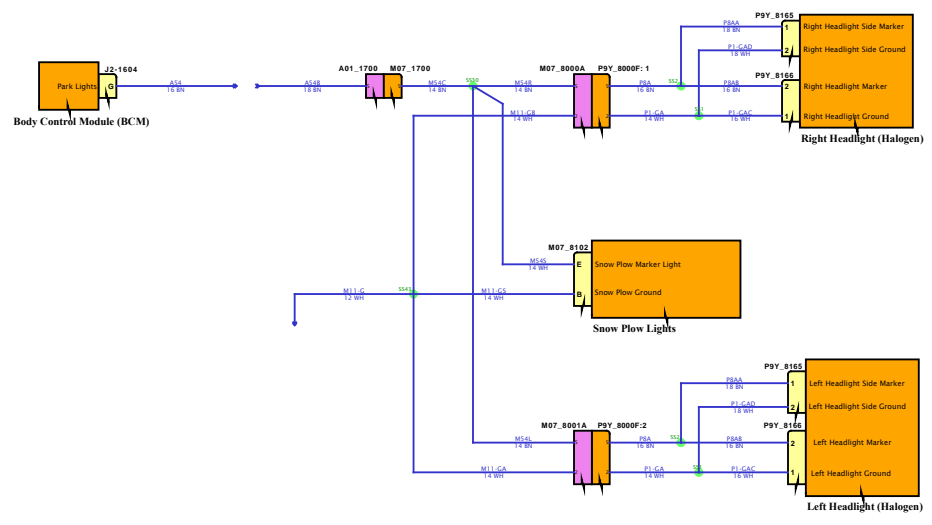 P9Y_8165
P8AA
18 BN
1
Right Headlight Side Marker
P1-GAD
18 WH
2
Right Headlight Side Ground
J2-1604
A01_1700
M07_1700
M07_8000A
P9Y_8000F: 1
P9Y_8166
Park Lights
G
A54
16 BN
A54B
18 BN
S
S
M54C
14 BN
SS50
M54R
14 BN
S
S
P8A
16 BN
P8AB
16 BN
2
Right Headlight Marker
Body Control Module (BCM)
M11-GB
14 WH
2
2
P1-GA
14 WH
P1-GAC
16 WH
1
Right Headlight Ground
Right Headlight (Halogen)
M07_8102
M54S
14 WH
E
Snow Plow Marker Light
M11-G
12 WH
M11-GS
14 WH
B
Snow Plow Ground
Snow Plow Lights
P9Y_8165
P8AA
18 BN
1
Left Headlight Side Marker
P1-GAD
18 WH
2
Left Headlight Side Ground
M07_8001A
P9Y_8000F:2
P9Y_8166
M54L
14 BN
S
S
P8A
16 BN
P8AB
16 BN
2
Left Headlight Marker
M11-GA
14 WH
2
2
P1-GA
14 WH
P1-GAC
16 WH
1
Left Headlight Ground
Left Headlight (Halogen)